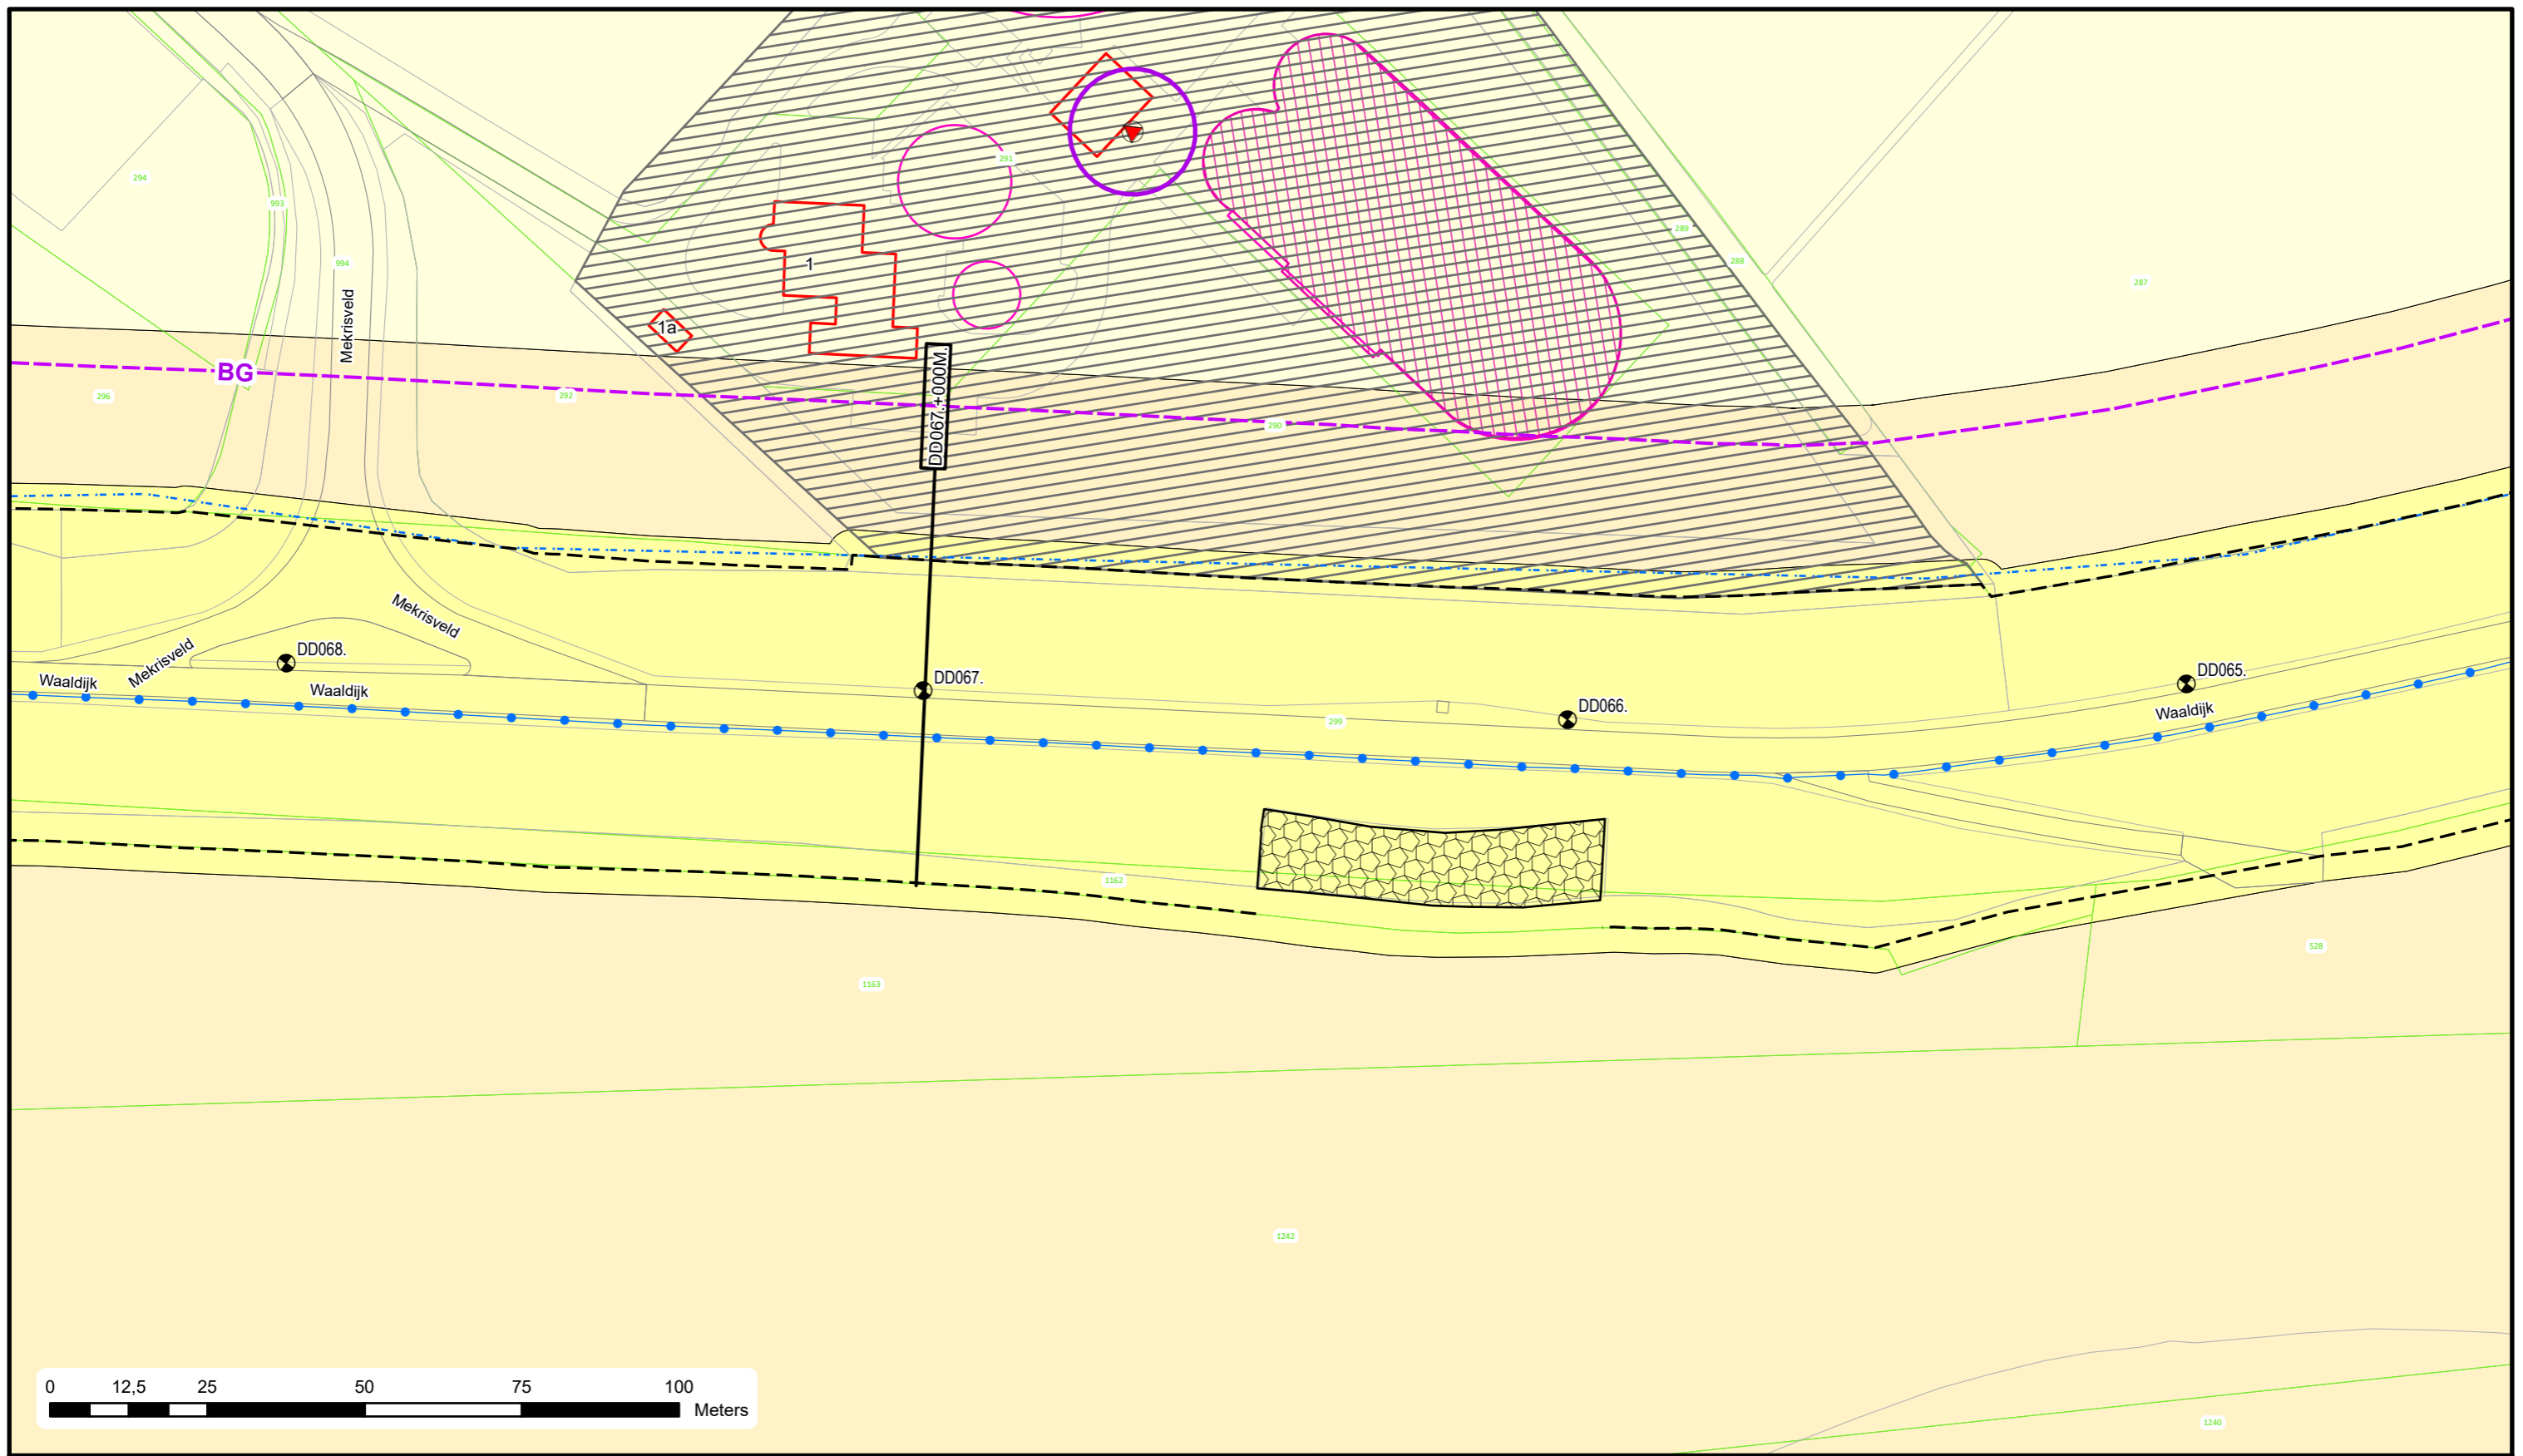 291
294
993
289
288
994
1
287
Mekrisveld
1a
BG
DD067.+000M.
296
292
290
Mekrisveld
DD068.
Mekrisveld
DD067.
DD065.
Waaldijk
Waaldijk
DD066.
Waaldijk
299
1162
528
1163
1242
0 12,5 25 50 75 100
Meters
1240